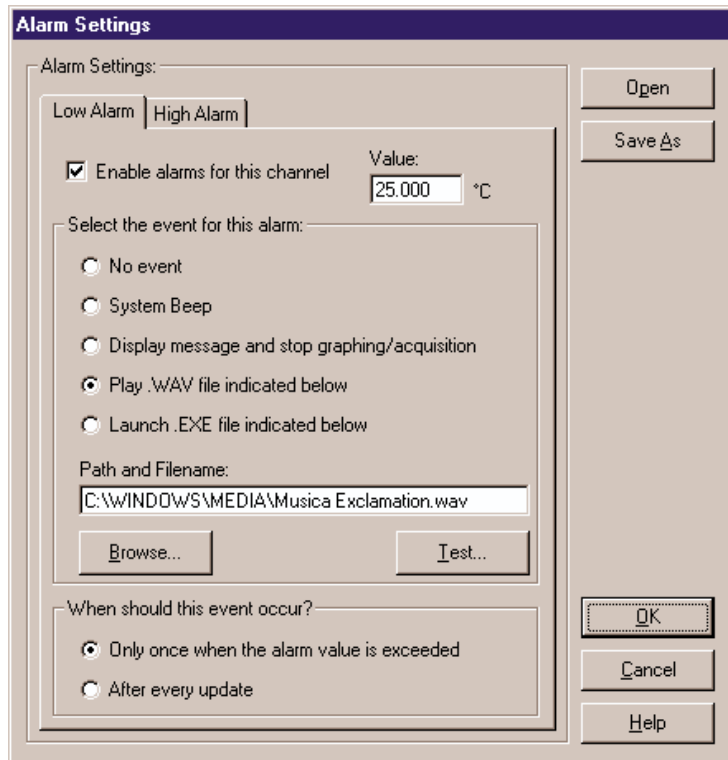 Alarm Settings
Alarm Settings:
Open
Low Alarm
High Alarm
Save As
Value:
Enable alarms for this channel
25.000 °C
Select the event for this alarm:
No event
System Beep
Display message and stop graphing/acquisition
Play .WAV file indicated below
Launch .EXE file indicated below
Path and Filename:
C:\WINDOWS\MEDIA\Musica Exclamation.wav
Browse...
Test...
When should this event occur?
OK
Only once when the alarm value is exceeded
Cancel
After every update
Help